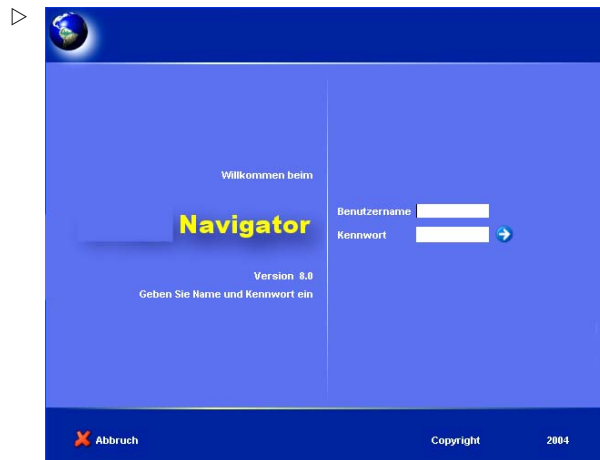 Willkommen beim
Navigator
Version 8.0
Geben Sie Name und Kennwort ein
Benutzername
Kennwort
Abbruch
Copyright 2004